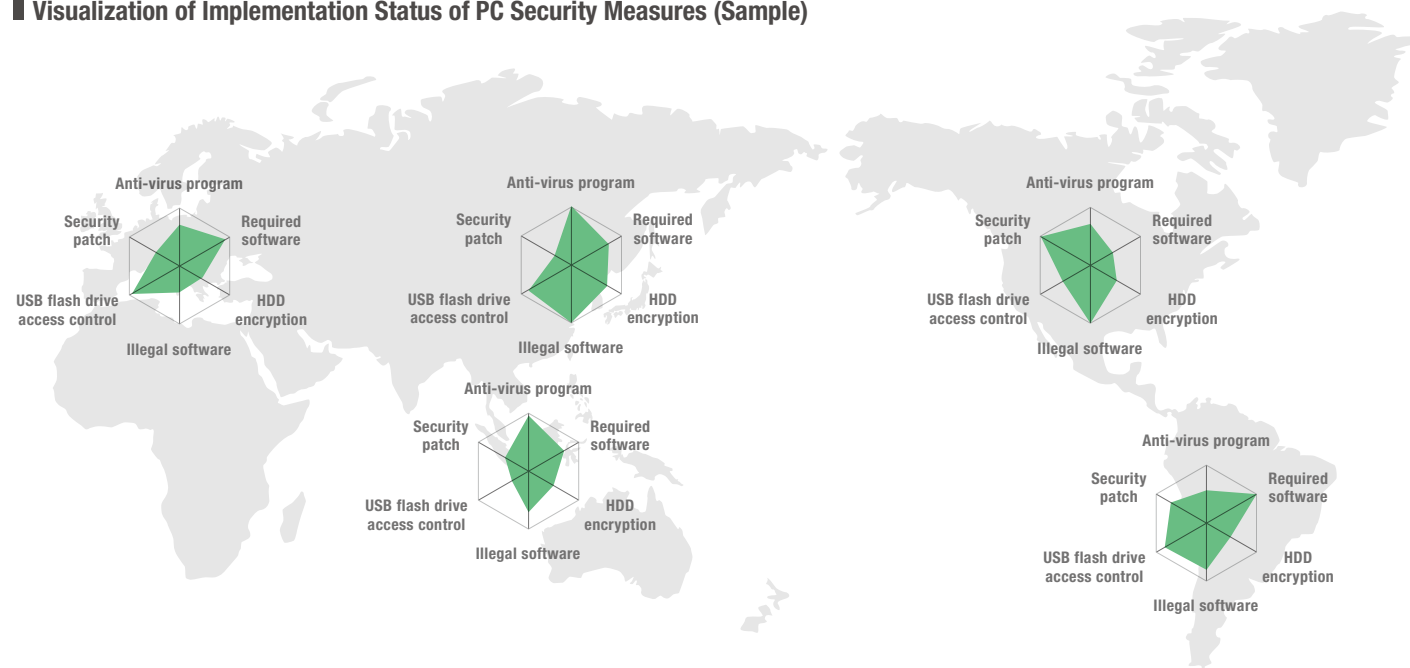 Visualization of Implementation Status of PC Security Measures (Sample)
Anti-virus program
Security
patch
Required
software
USB flash drive
access control
HDD
encryption
Illegal software
Anti-virus program
Security
patch
Required
software
USB flash drive
access control
HDD
encryption
Illegal software
Anti-virus program
Security
patch
Required
software
USB flash drive
access control
HDD
encryption
Illegal software
Anti-virus program
Security
patch
Required
software
USB flash drive
access control
HDD
encryption
Illegal software
Anti-virus program
Security
patch
Required
software
USB flash drive
access control
HDD
encryption
Illegal software